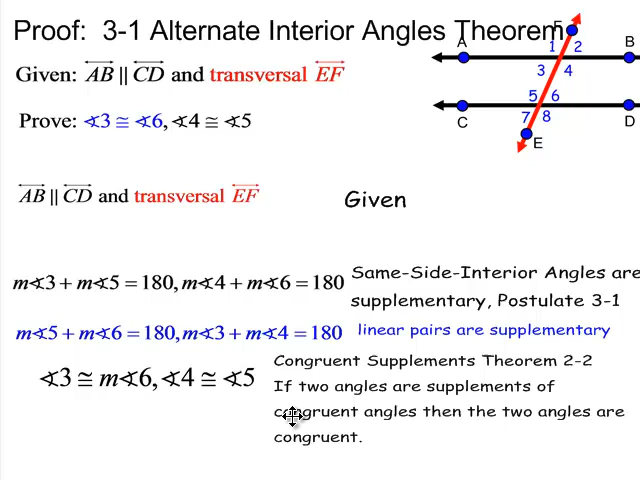 Proof:  3-1 Alternate Interior Angles Theorem
F
A
B
1 2
3 4
5 6
7 8
C
D
E
Given: AB || CD and transversal EF
Prove: ∢3 ≅ ∢6, ∢4 ≅ ∢5
AB || CD and transversal EF
Given
m∢3 + m∢5 = 180, m∢4 + m∢6 = 180
Same-Side-Interior Angles are
supplementary, Postulate 3-1
m∢5 + m∢6 = 180, m∢3 + m∢4 = 180
linear pairs are supplementary
∢3 ≅ m∢6, ∢4 ≅ ∢5
Congruent Supplements Theorem 2-2
If two angles are supplements of
congruent angles then the two angles are
congruent.